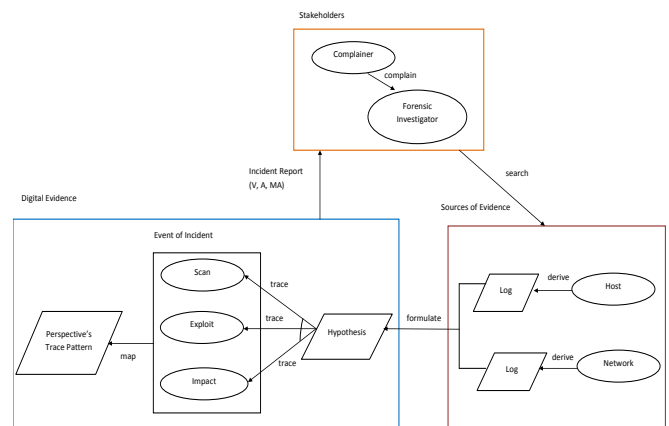 Stakeholders
Complainer
complain
Forensic
Investigator
Incident Report
(V, A, MA)
search
Digital Evidence
Sources of Evidence
Event of Incident
Scan
trace
Log
derive
Host
Perspective's
Trace Pattern
map
Exploit
trace
Hypothesis
formulate
Impact
trace
Log
derive
Network